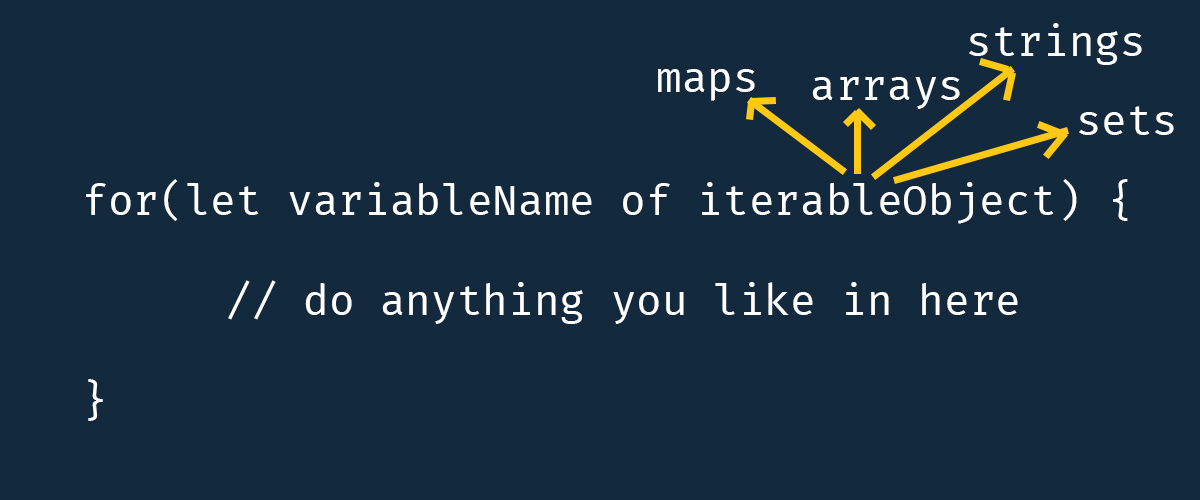 strings
maps
arrays
sets
for(let variableName of iterableObject) {
// do anything you like in here
}